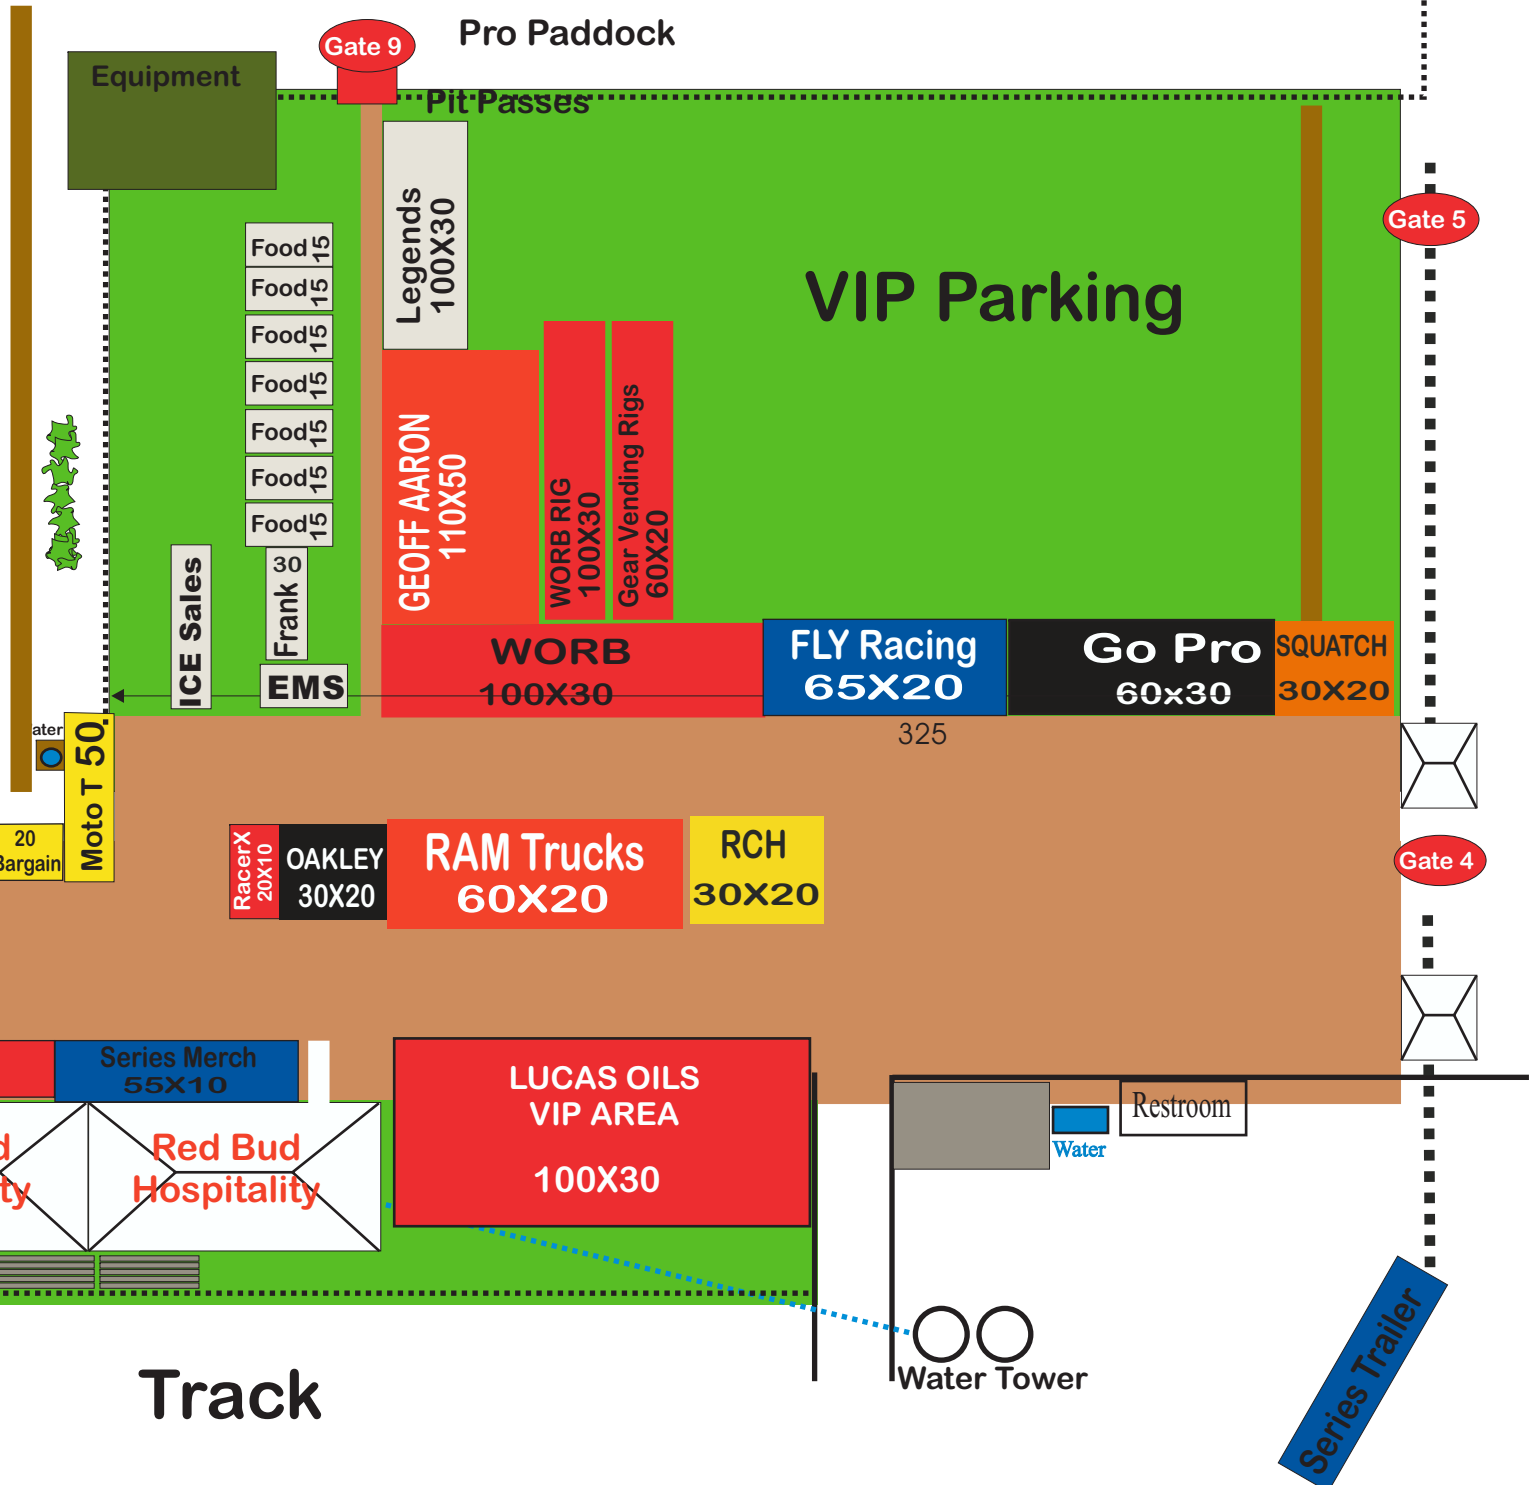 Pro Paddock
Gate 9
Equipment
Pit Passes
Legends
100X30
Gate 5
Food 15
Food 15
Food 15
Food 15
Food 15
Food 15
Food 15
VIP Parking
GEOFF AARON
110X50
WORB RIG
100X30
Gear Vending Rigs
60X20
ICE Sales
30
Frank
EMS
WORB
100X30
FLY Racing
65X20
Go Pro
60x30
SQUATCH
30X20
325
ater
Moto T 50
20
Bargain
RacerX
20X10
OAKLEY
30X20
RAM Trucks
60X20
RCH
30X20
Gate 4
Series Merch
55X10
LUCAS OILS
VIP AREA
100X30
Restroom
Water
d
ty
Red Bud
Hospitality
Water Tower
Series Trailer
Track